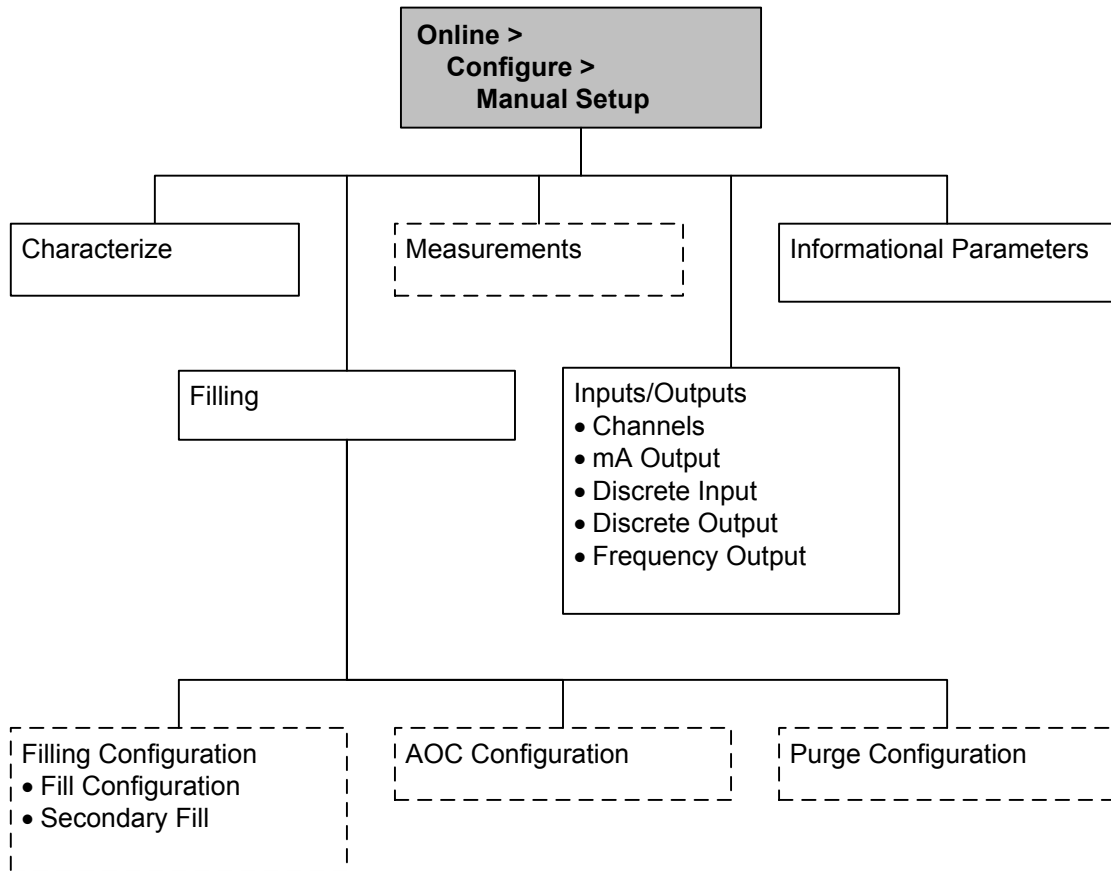 Online >
Configure >
Manual Setup
Characterize
Measurements
Informational Parameters
Filling
Inputs/Outputs
• Channels
• mA Output
• Discrete Input
• Discrete Output
• Frequency Output
Filling Configuration
• Fill Configuration
• Secondary Fill
AOC Configuration
Purge Configuration